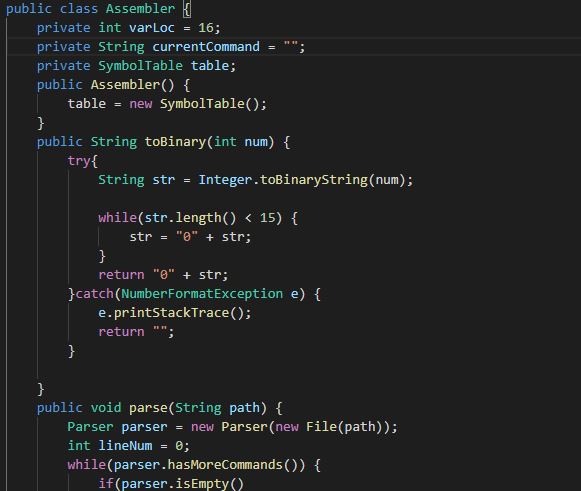 public class Assembler {
    private int varLoc = 16;
    private String currentCommand = "";
    private SymbolTable table;
    public Assembler() {
        table = new SymbolTable();
    }
    public String toBinary(int num) {
        try{
            String str = Integer.toBinaryString(num);

            while(str.length() < 15) {
                str = "0" + str;
            }
            return "0" + str;
        }catch(NumberFormatException e) {
            e.printStackTrace();
            return "";
        }

    }
    public void parse(String path) {
        Parser parser = new Parser(new File(path));
        int lineNum = 0;
        while(parser.hasMoreCommands()) {
            if(parser.isEmpty()